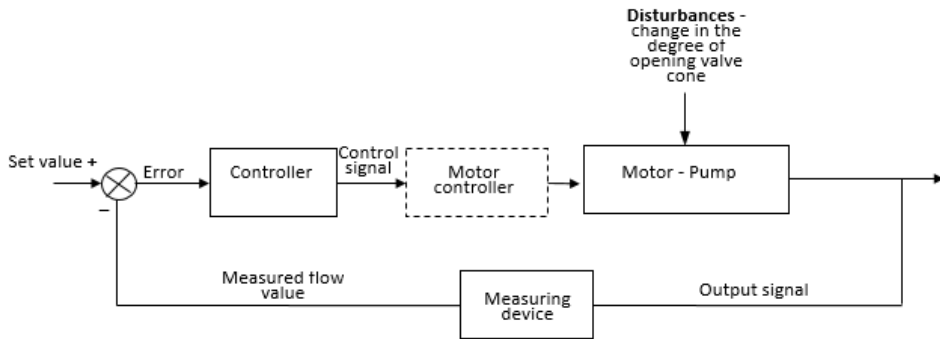 Disturbances -
change in the
degree of
opening valve
cone
Set value +
Error
Controller
Control
signal
Motor
controller
Motor - Pump
–
Measured flow
value
Measuring
device
Output signal